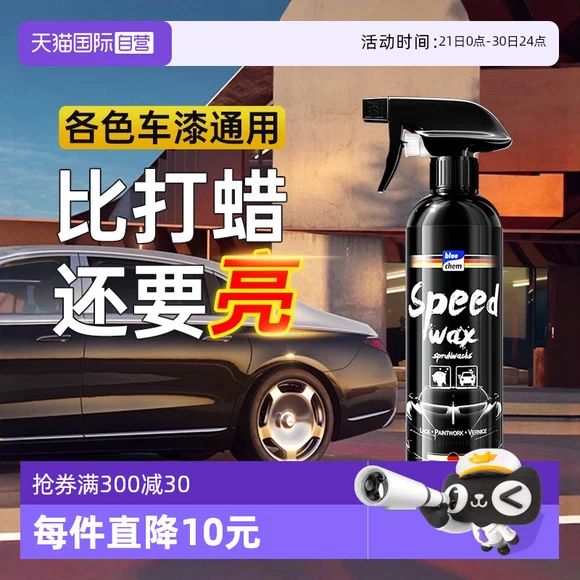 天猫国际 自营
活动时间: 21日0点-30日24点
各色车漆通用
比打蜡
还要亮
blue
chem
Speed
wax
sprühwachs
LACK • PAINTWORK • VERNICE
抢券满300减30
每件直降10元